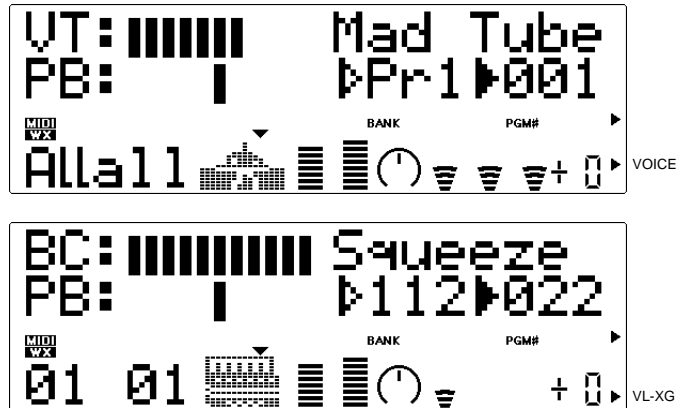 VT: Mad Tube
PB: Pr1 001
MIDI BANK PGM#
WX
Allall + 0 VOICE
BC: Squeeze
PB: 112 022
MIDI BANK PGM#
WX
01 01 + 0 VL-XG